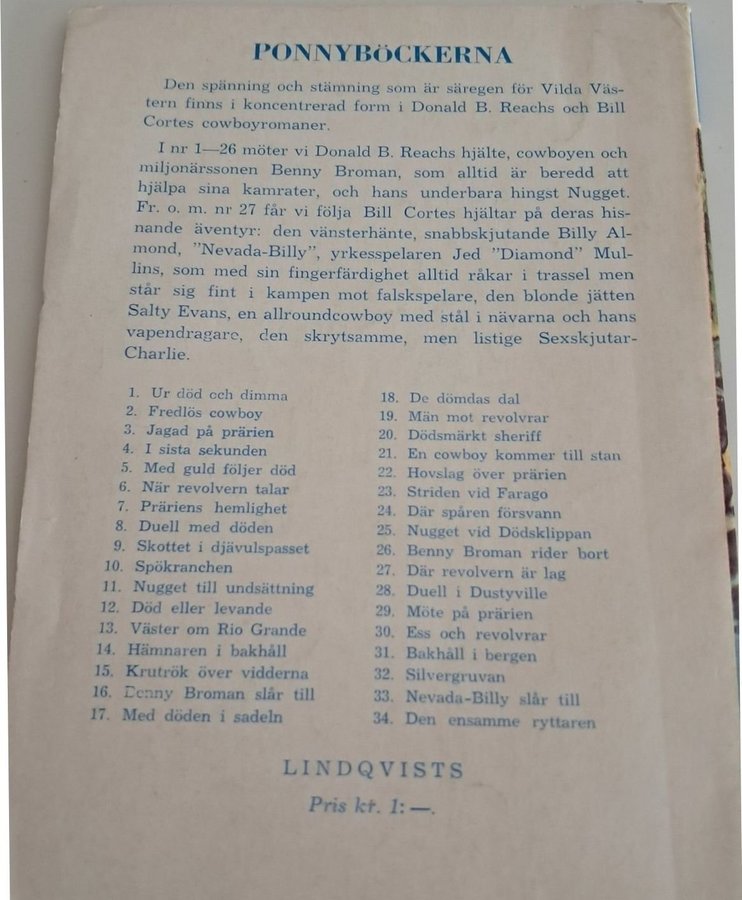 PONNYBÖCKERNA
Den spänning och stämning som är säregen för Vilda Väs-
tern finns i koncentrerad form i Donald B. Reachs och Bill
Cortes cowboyromaner.
I nr 1—26 möter vi Donald B. Reachs hjälte, cowboyen och
miljonärssonen Benny Broman, som alltid är beredd att
hjälpa sina kamrater, och hans underbara hingst Nugget.
Fr. o. m. nr 27 får vi följa Bill Cortes hjältar på deras his-
nande äventyr: den vänsterhänte, snabbskjutande Billy Al-
mond, ”Nevada-Billy”, yrkesspelaren Jed ”Diamond” Mul-
lins, som med sin fingerfärdighet alltid råkar i trassel men
står sig fint i kampen mot falskspelare, den blonde jätten
Salty Evans, en allroundcowboy med stål i nävarna och hans
vapendragare, den skrytsamme, men listige Sexskjutar-
Charlie.
1. Ur död och dimma
2. Fredlös cowboy
3. Jagad på prärien
4. I sista sekunden
5. Med guld följer död
6. När revolvern talar
7. Präriens hemlighet
8. Duell med döden
9. Skottet i djävulspasset
10. Spökranchen
11. Nugget till undsättning
12. Död eller levande
13. Väster om Rio Grande
14. Hämnaren i bakhåll
15. Krutrök över vidderna
16. Benny Broman slår till
17. Med döden i sadeln
18. De dömdas dal
19. Män mot revolvrar
20. Dödsmärkt sheriff
21. En cowboy kommer till stan
22. Hovslag över prärien
23. Striden vid Farago
24. Där spåren försvann
25. Nugget vid Dödsklippan
26. Benny Broman rider bort
27. Där revolvern är lag
28. Duell i Dustyville
29. Möte på prärien
30. Ess och revolvrar
31. Bakhåll i bergen
32. Silvergruvan
33. Nevada-Billy slår till
34. Den ensamme ryttaren
LINDQVISTS
Pris kr. 1: —.